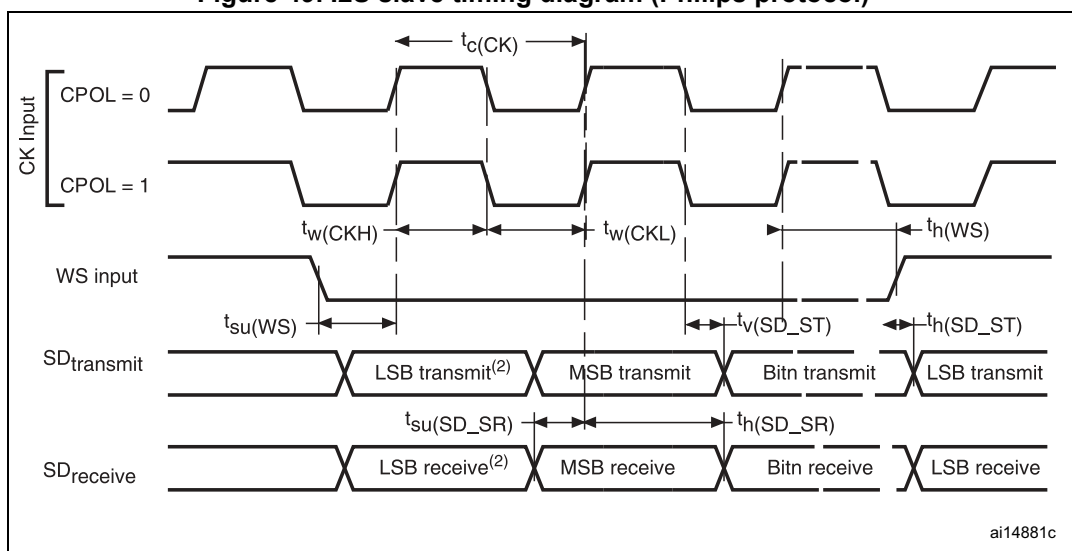 Figure 49. I2S slave timing diagram (Philips protocol)
tc(CK)
CK Input
CPOL = 0
CPOL = 1
tw(CKH)
tw(CKL)
th(WS)
WS input
tsu(WS)
tv(SD_ST)
th(SD_ST)
SDtransmit
LSB transmit(2)
MSB transmit
Bitn transmit
LSB transmit
tsu(SD_SR)
th(SD_SR)
SDreceive
LSB receive(2)
MSB receive
Bitn receive
LSB receive
ai14881c